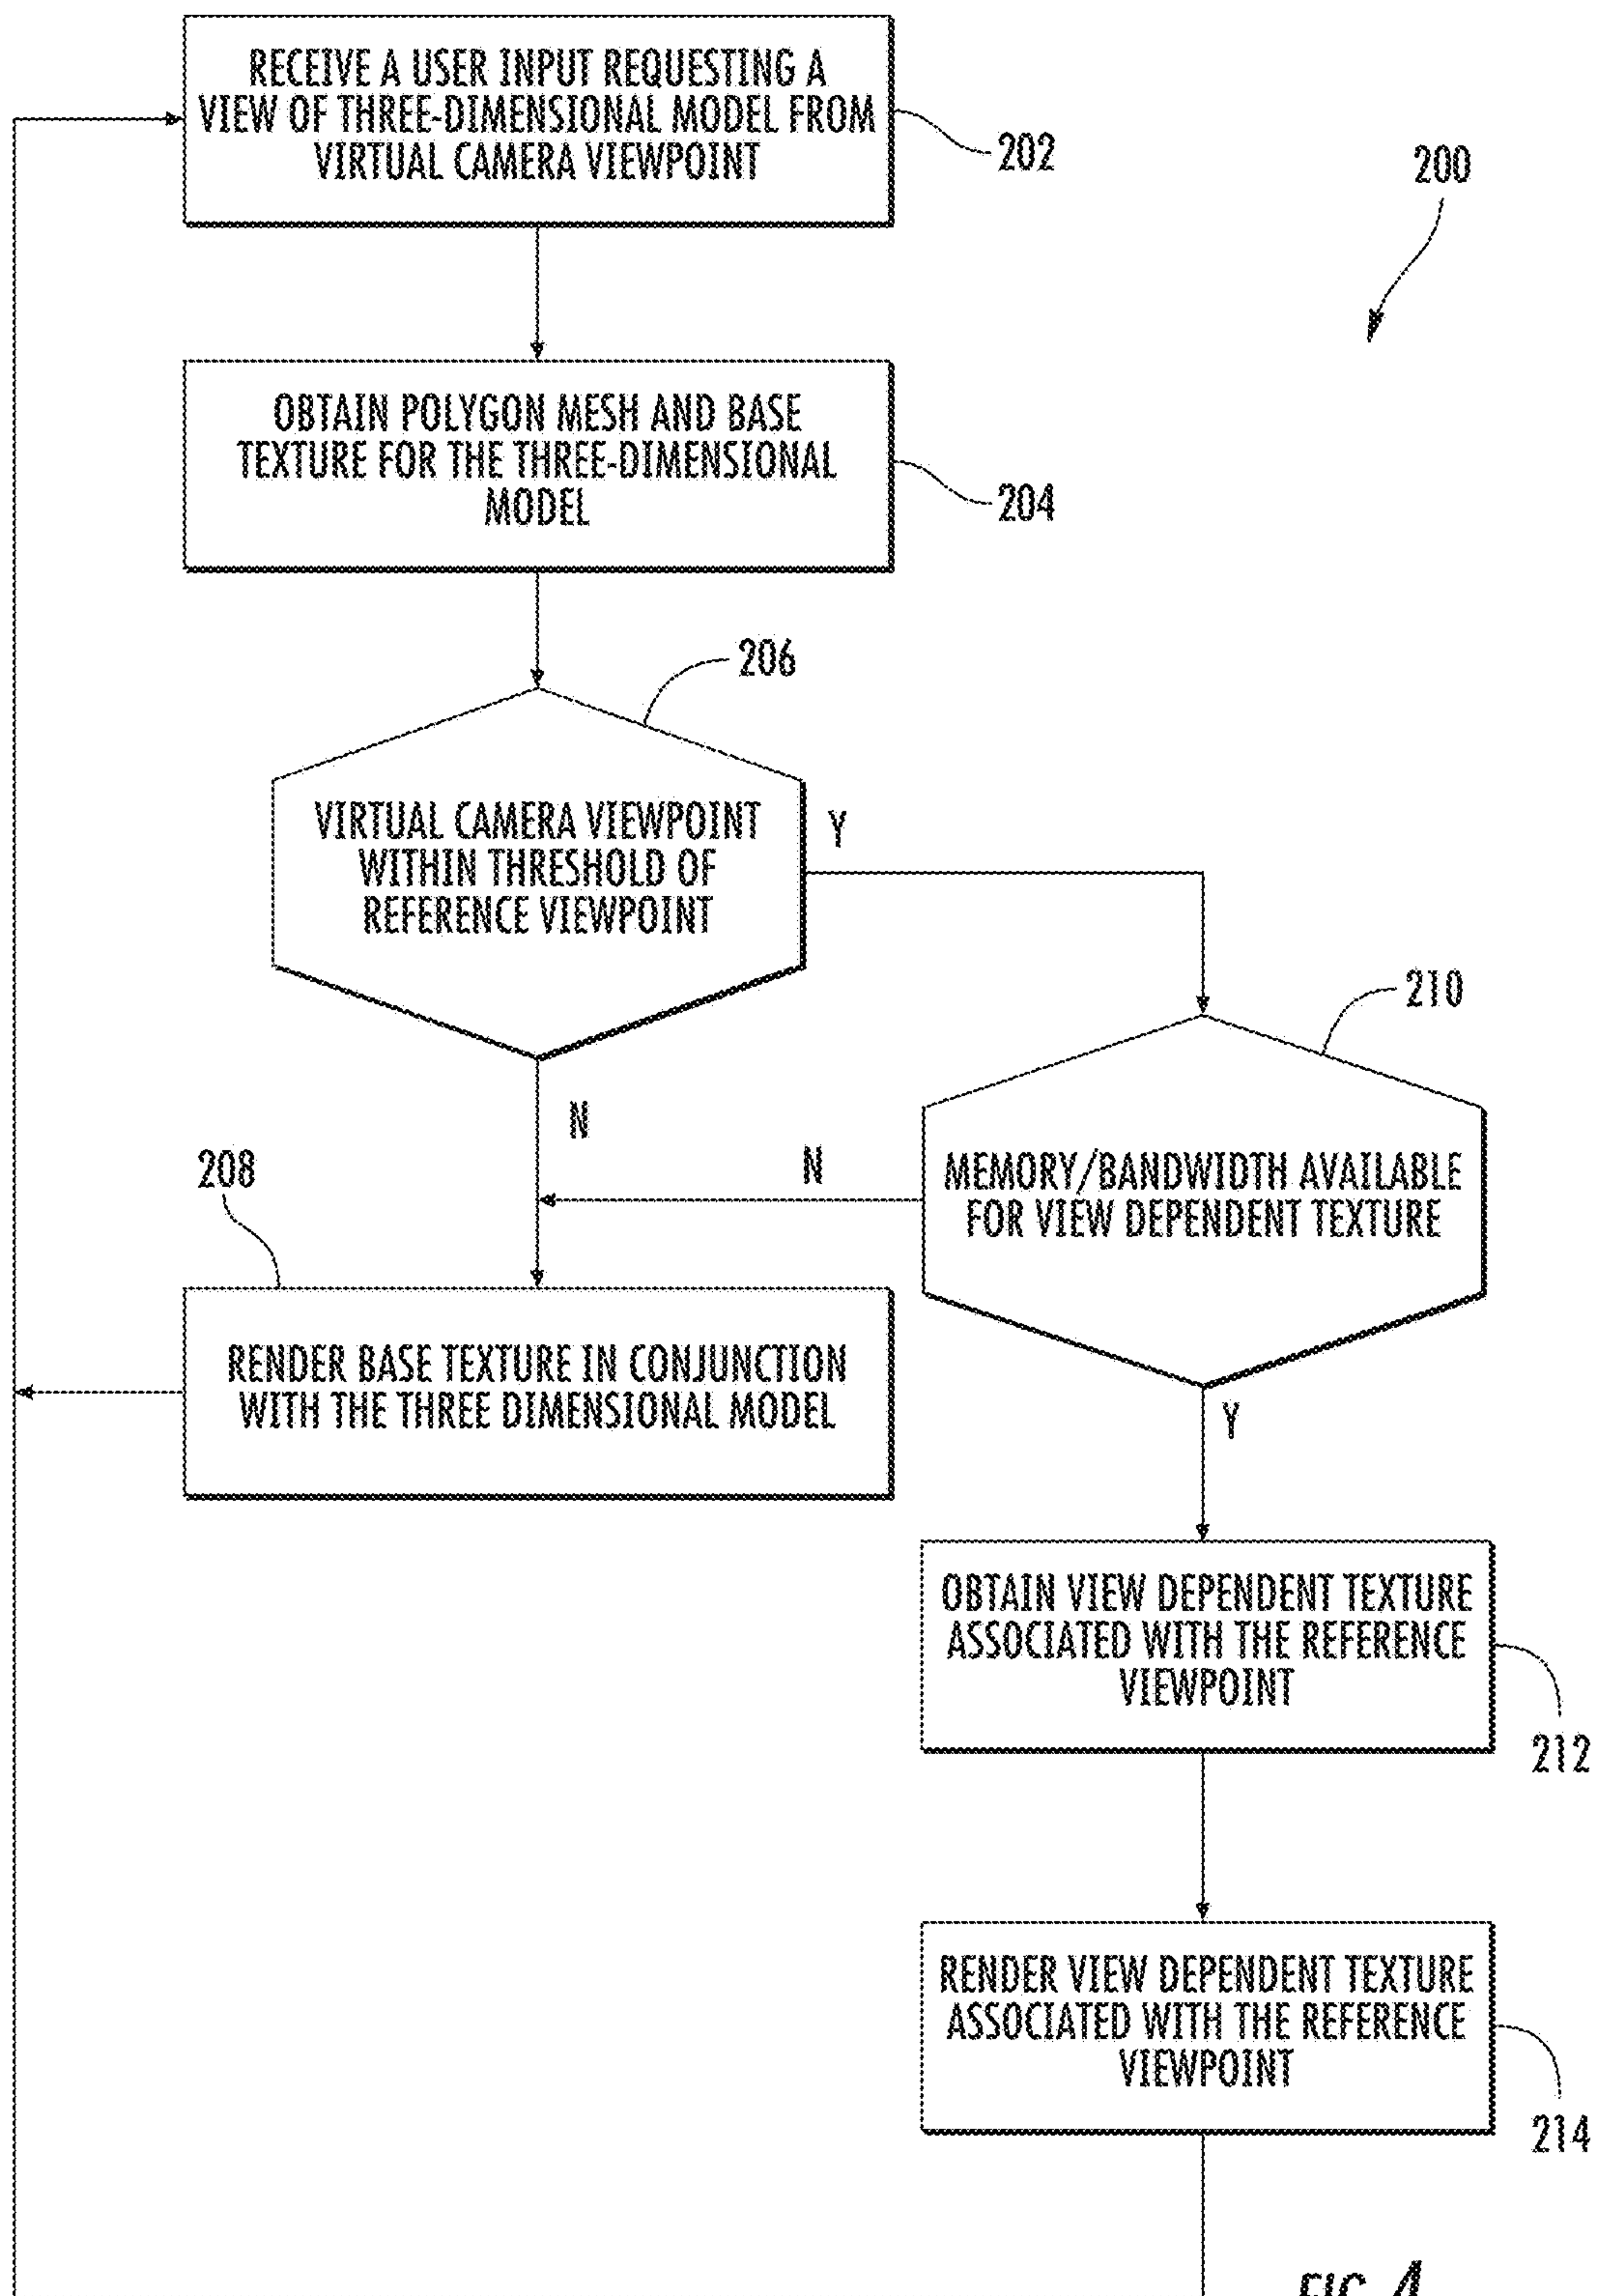 RECEIVE A USER INPUT REQUESTING A
VIEW OF THREE-DIMENSIONAL MODEL FROM
VIRTUAL CAMERA VIEWPOINT
202
200
OBTAIN POLYGON MESH AND BASE
TEXTURE FOR THE THREE-DIMENSIONAL
MODEL
204
206
VIRTUAL CAMERA VIEWPOINT
WITHIN THRESHOLD OF
REFERENCE VIEWPOINT
Y
210
N
N
MEMORY/BANDWIDTH AVAILABLE
FOR VIEW DEPENDENT TEXTURE
208
RENDER BASE TEXTURE IN CONJUNCTION
WITH THE THREE DIMENSIONAL MODEL
Y
OBTAIN VIEW DEPENDENT TEXTURE
ASSOCIATED WITH THE REFERENCE
VIEWPOINT
212
RENDER VIEW DEPENDENT TEXTURE
ASSOCIATED WITH THE REFERENCE
VIEWPOINT
214
FIG. 4